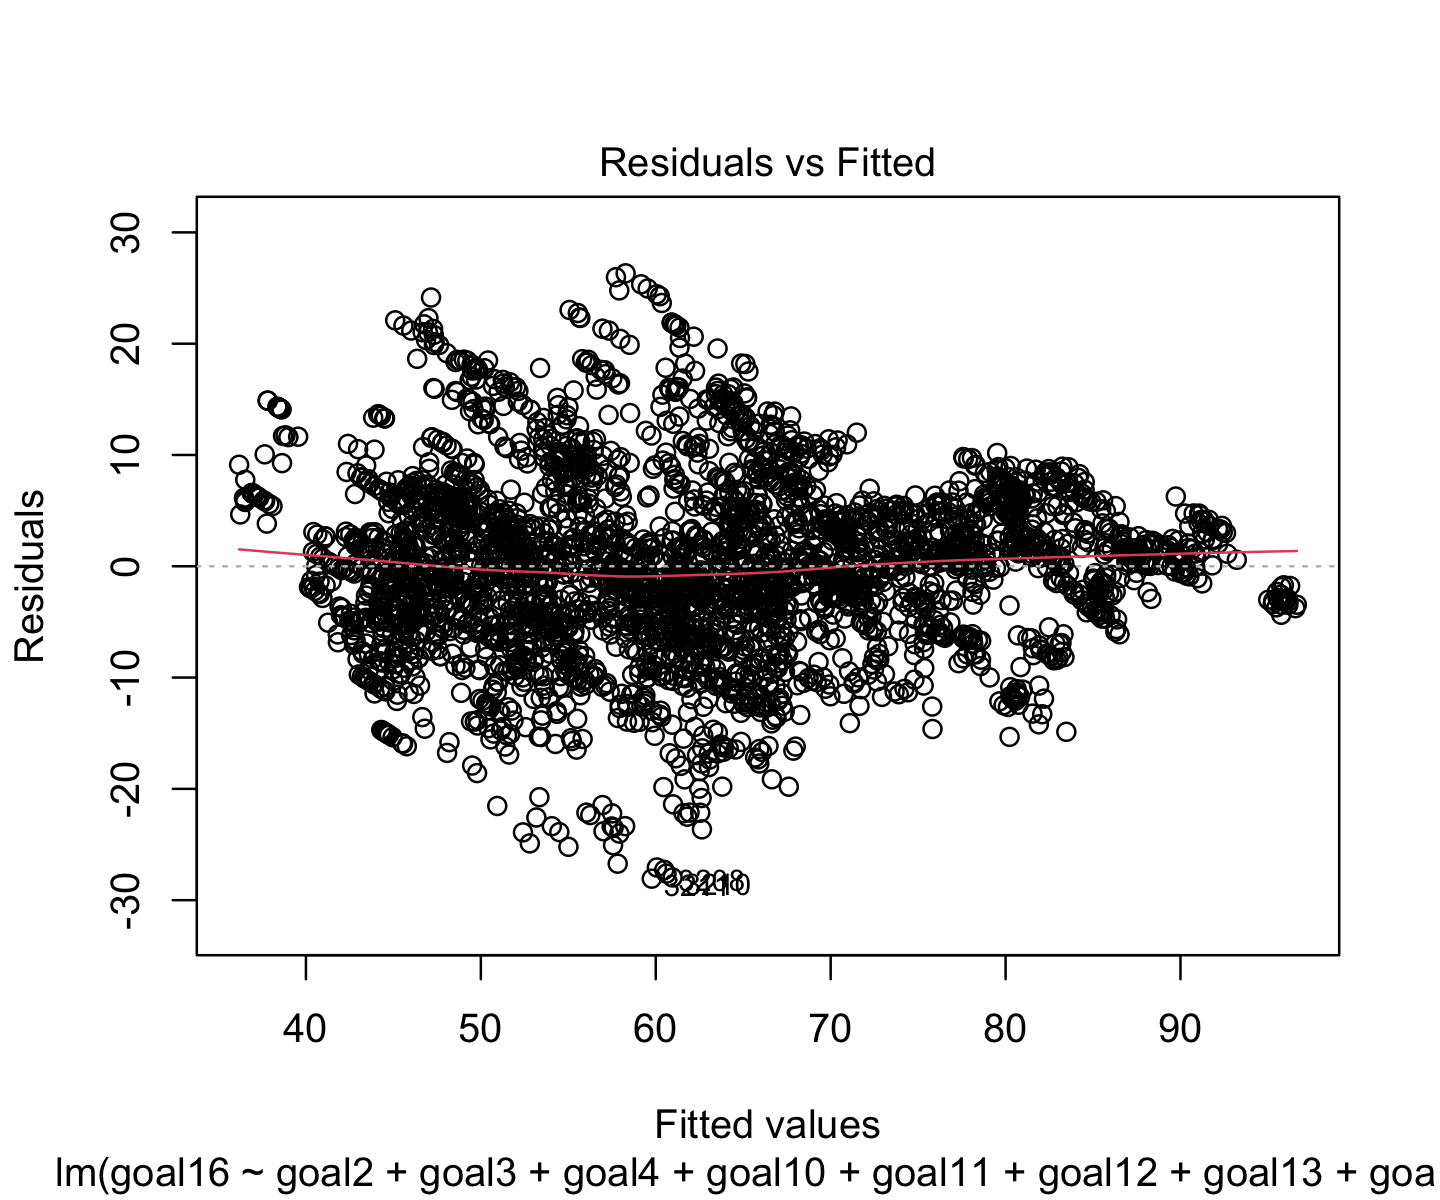 Residuals vs Fitted
30
20
10
0
-10
-20
-30
Residuals
40 50 60 70 80 90
Fitted values
lm(goal16 ~ goal2 + goal3 + goal4 + goal10 + goal11 + goal12 + goal13 + goa